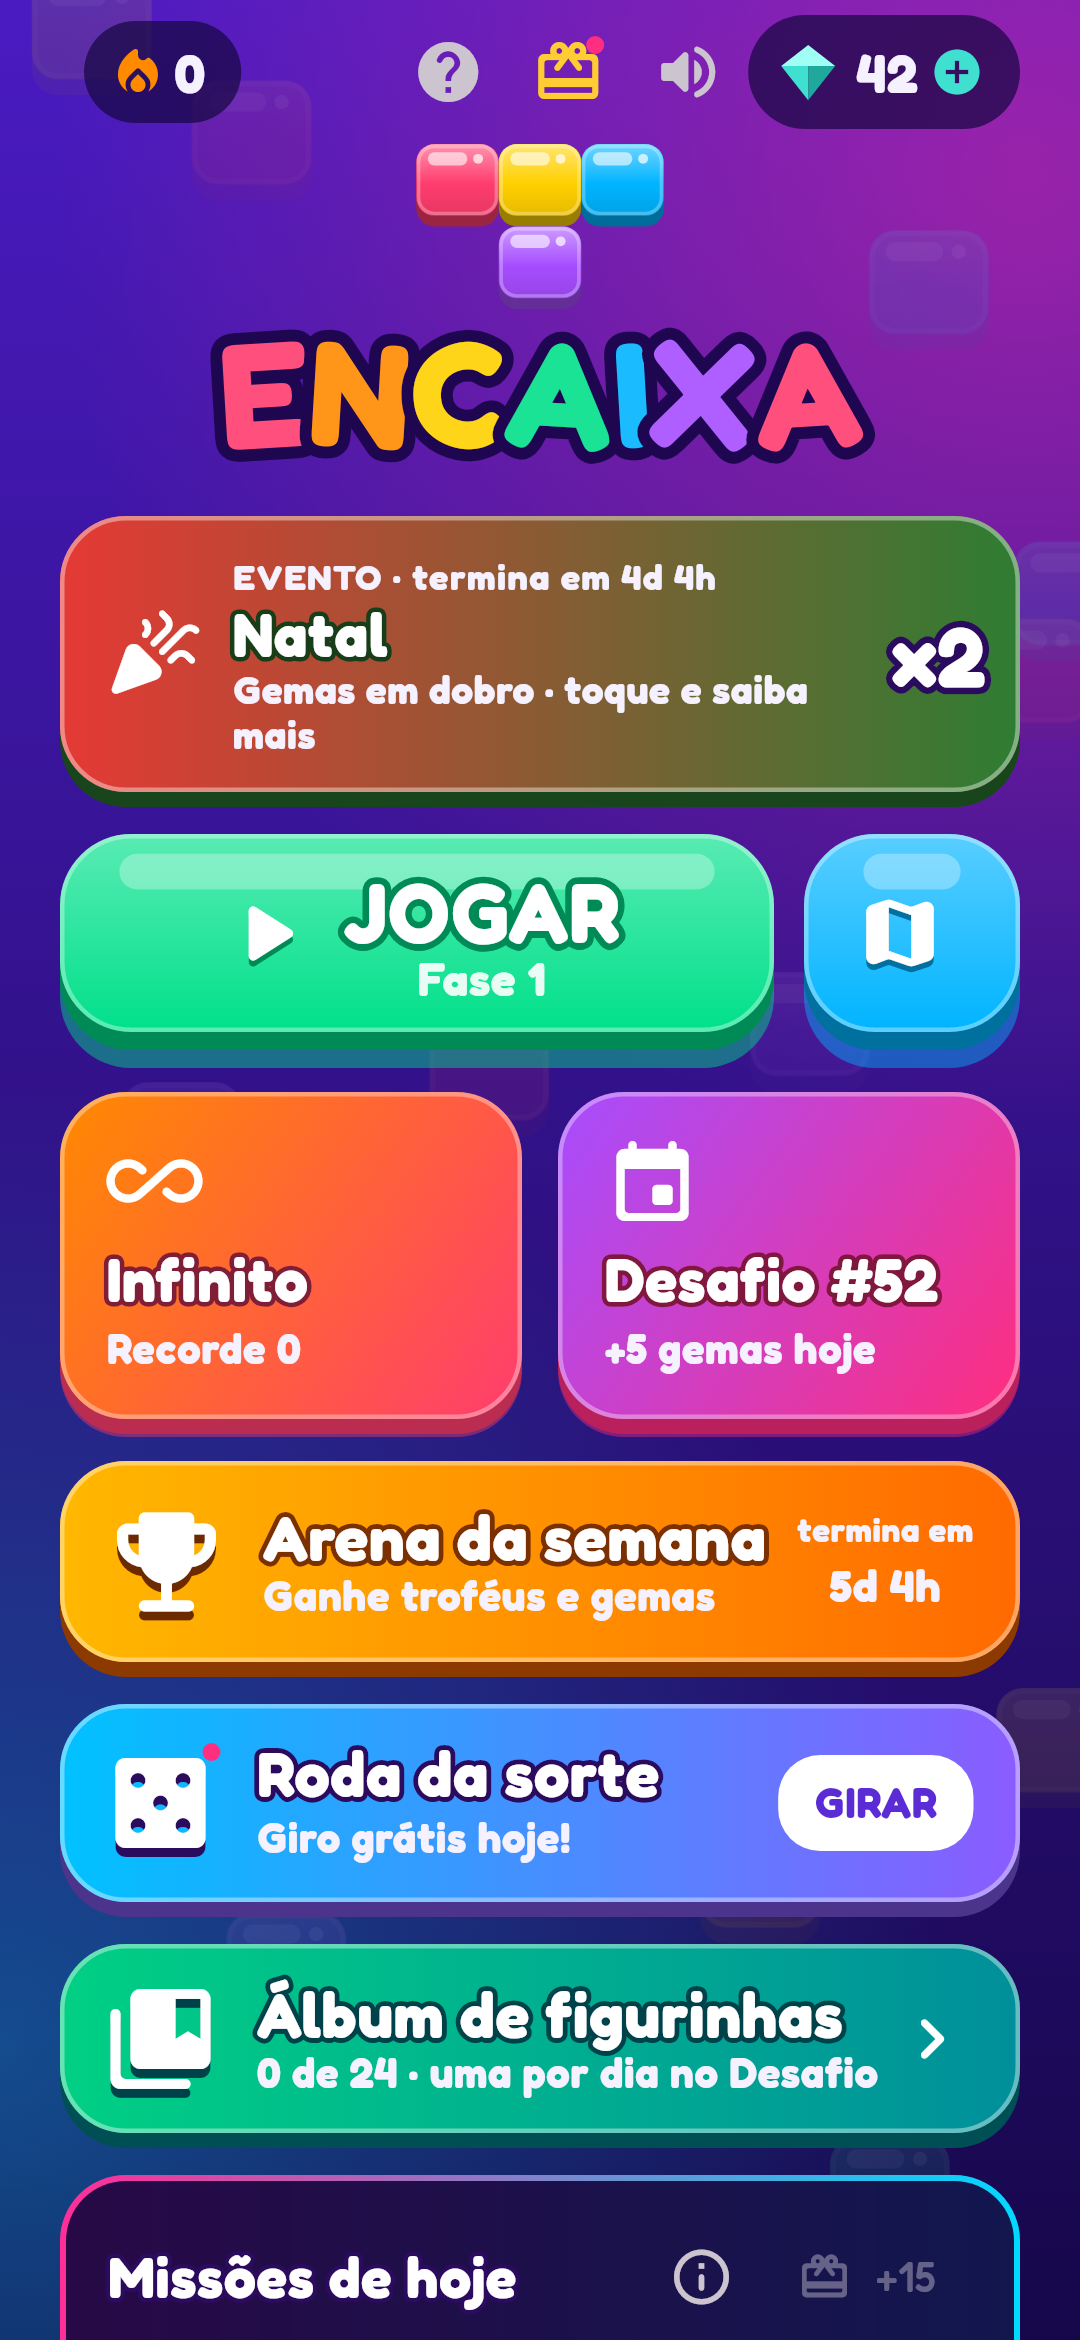 0
42
ENCAIXA
EVENTO · termina em 4d 4h
Natal
Gemas em dobro · toque e saiba
mais
x2
JOGAR
Fase 1
Infinito
Recorde 0
Desafio #52
+5 gemas hoje
Arena da semana
Ganhe troféus e gemas
termina em
5d 4h
Roda da sorte
Giro grátis hoje!
GIRAR
Álbum de figurinhas
0 de 24 · uma por dia no Desafio
Missões de hoje
+15